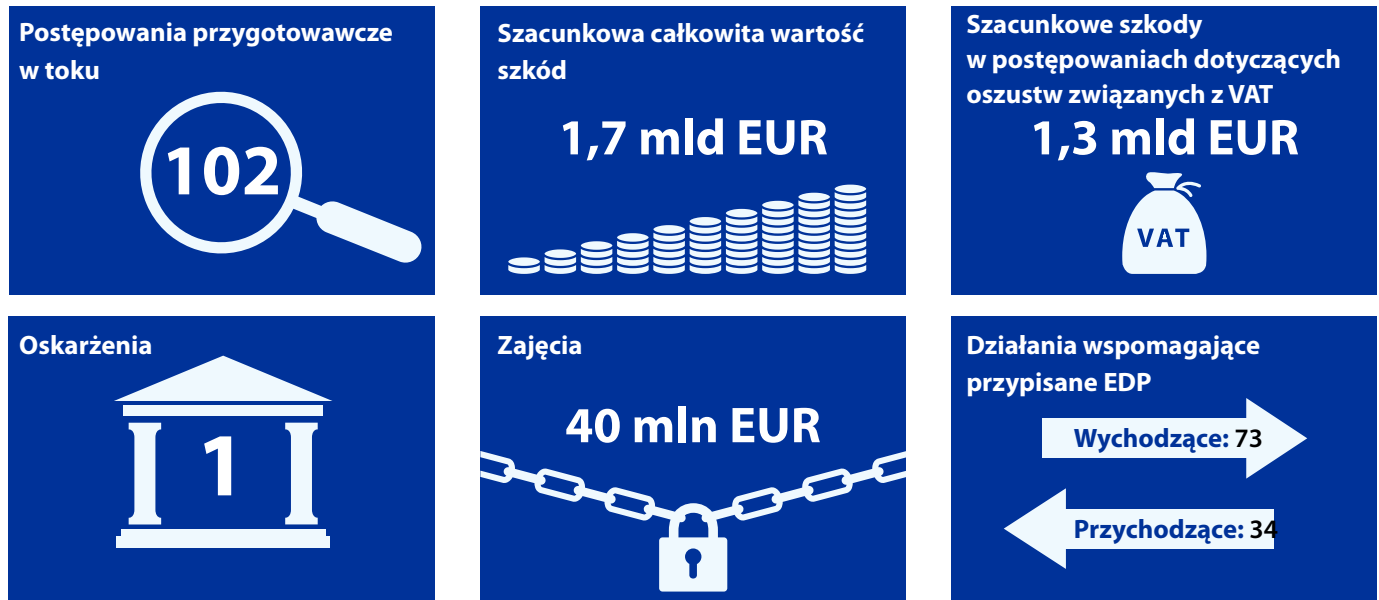 Postępowania przygotowawcze
w toku
102
Szacunkowa całkowita wartość
szkód
1,7 mld EUR
Szacunkowe szkody
w postępowaniach dotyczących
oszustw związanych z VAT
1,3 mld EUR
VAT
Oskarżenia
1
Zajęcia
40 mln EUR
Działania wspomagające
przypisane EDP
Wychodzące: 73
Przychodzące: 34